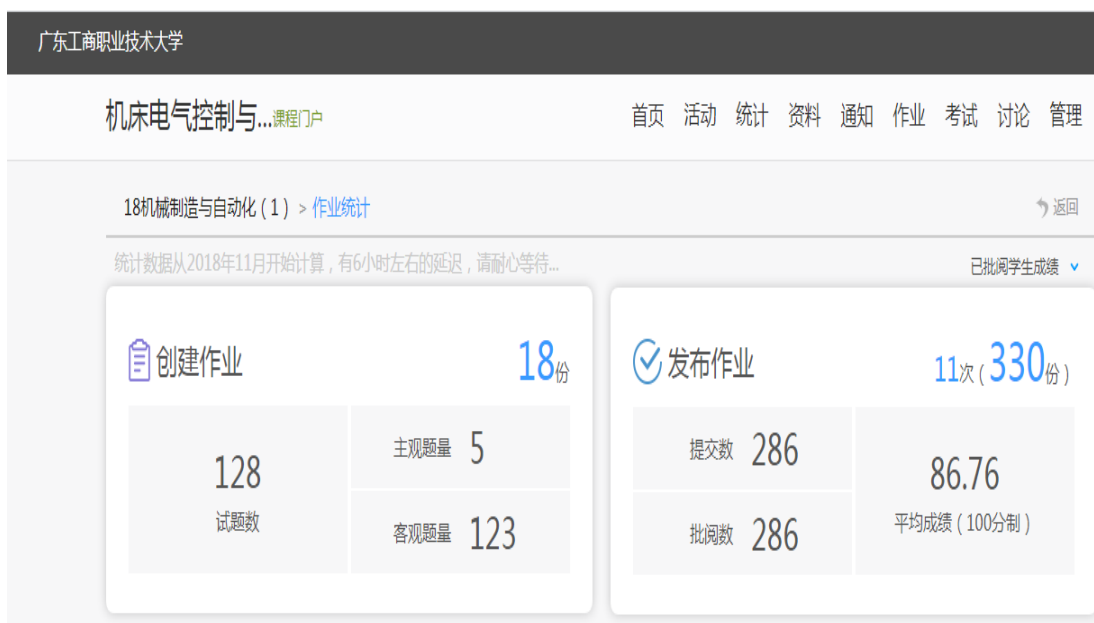 广东工商职业技术大学
机床电气控制与...课程门户
首页 活动 统计 资料 通知 作业 考试 讨论 管理
18机械制造与自动化(1) > 作业统计
返回
统计数据从2018年11月开始计算,有6小时左右的延迟,请耐心等待...
已批阅学生成绩
创建作业 18份
128
试题数
主观题量 5
客观题量 123
发布作业 11次(330份)
提交数 286
批阅数 286
86.76
平均成绩(100分制)